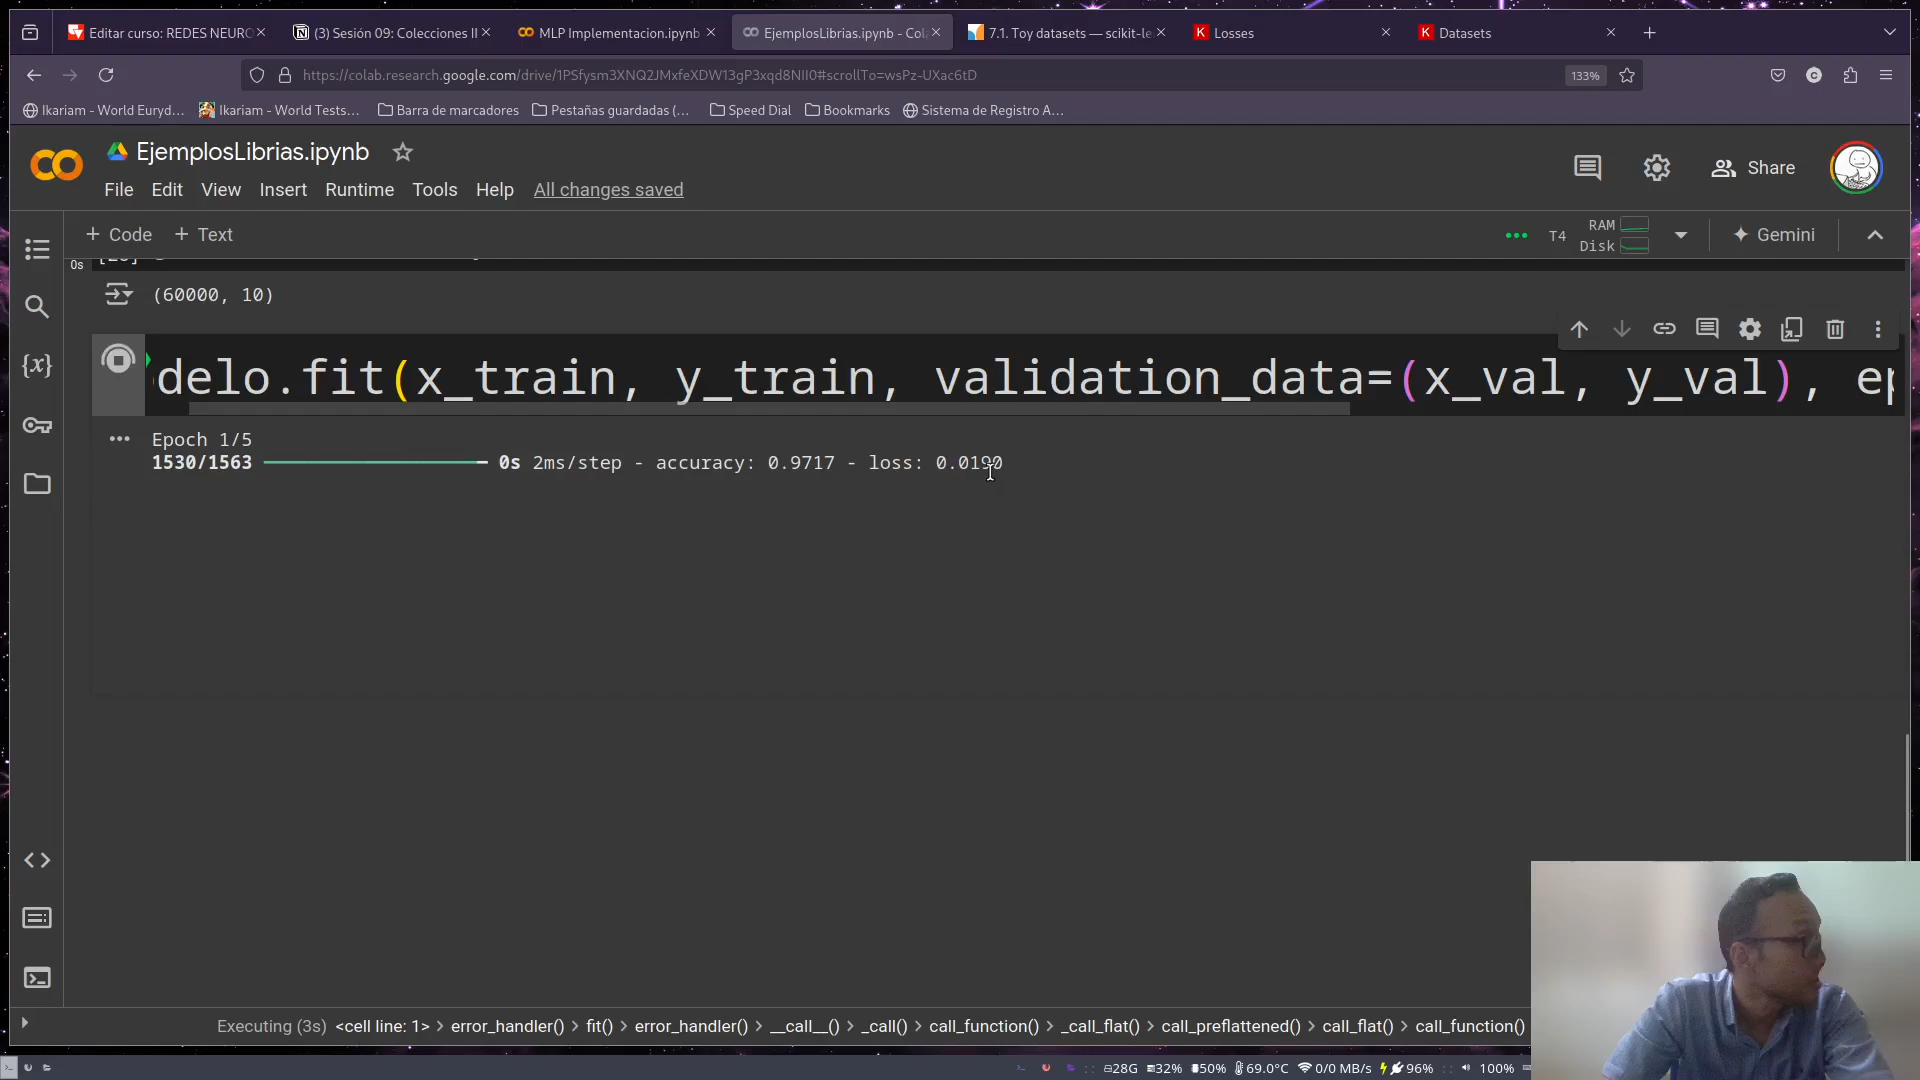 Editar curso: REDES NEURO
(3) Sesión 09: Colecciones II
MLP Implementacion.ipynb
EjemplosLibrias.ipynb - Cola
7.1. Toy datasets — scikit-le
Losses
Datasets
https://colab.research.google.com/drive/1PSfysm3XNQ2JMxfeXDW13gP3xqd8NII0#scrollTo=wsPz-UXac6tD
133%
Ikariam - World Euryd…
Ikariam - World Tests…
Barra de marcadores
Pestañas guardadas (…
Speed Dial
Bookmarks
Sistema de Registro A…
EjemplosLibrias.ipynb
File Edit View Insert Runtime Tools Help All changes saved
Share
+ Code + Text
T4
RAM
Disk
Gemini
0s
(60000, 10)
delo.fit(x_train, y_train, validation_data=(x_val, y_val), ep
Epoch 1/5
1530/1563 0s 2ms/step - accuracy: 0.9717 - loss: 0.0190
Executing (3s) <cell line: 1> > error_handler() > fit() > error_handler() > __call__() > _call() > call_function() > _call_flat() > call_preflattened() > call_flat() > call_function()
28G 32% 50% 69.0°C 0/0 MB/s 96% 100%